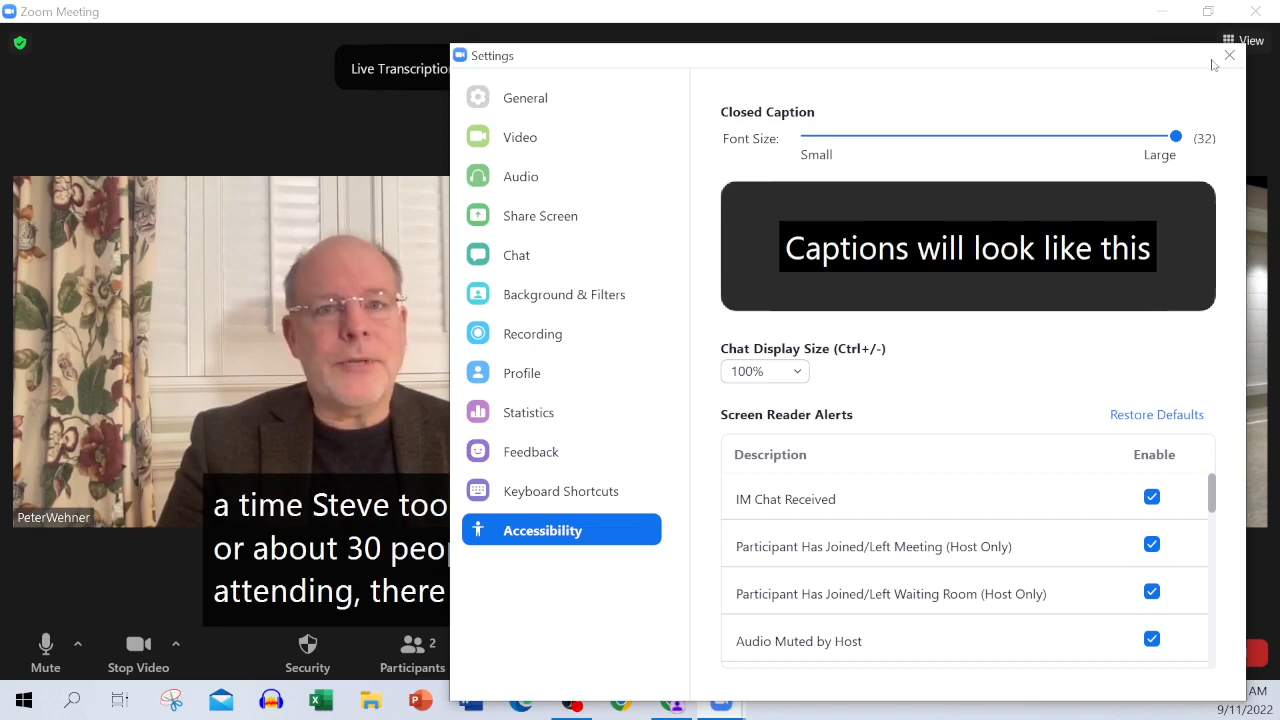 Zoom Meeting
View
Live Transcriptio
Settings
General
Video
Audio
Share Screen
Chat
Background & Filters
Recording
Profile
Statistics
Feedback
Keyboard Shortcuts
Accessibility
Closed Caption
Font Size:
(32)
Small
Large
Captions will look like this
Chat Display Size (Ctrl+/-)
100%
Screen Reader Alerts
Restore Defaults
Description
Enable
IM Chat Received
Participant Has Joined/Left Meeting (Host Only)
Participant Has Joined/Left Waiting Room (Host Only)
Audio Muted by Host
PeterWehner
a time Steve too
or about 30 peo
attending, there
Mute
Stop Video
Security
Participants
2
AM
9/11/2022